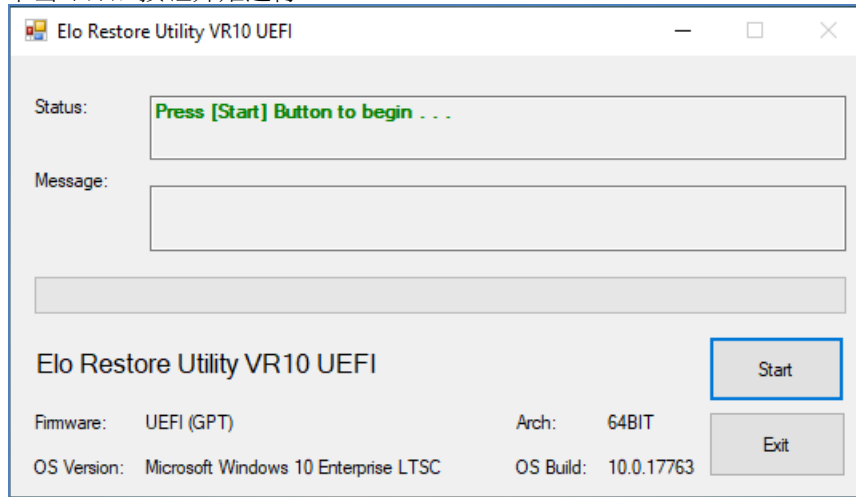 Elo Restore Utility VR10 UEFI
Status:
Press [Start] Button to begin . . .
Message:
Elo Restore Utility VR10 UEFI
Start
Firmware: UEFI (GPT) Arch: 64BIT
Exit
OS Version: Microsoft Windows 10 Enterprise LTSC OS Build: 10.0.17763